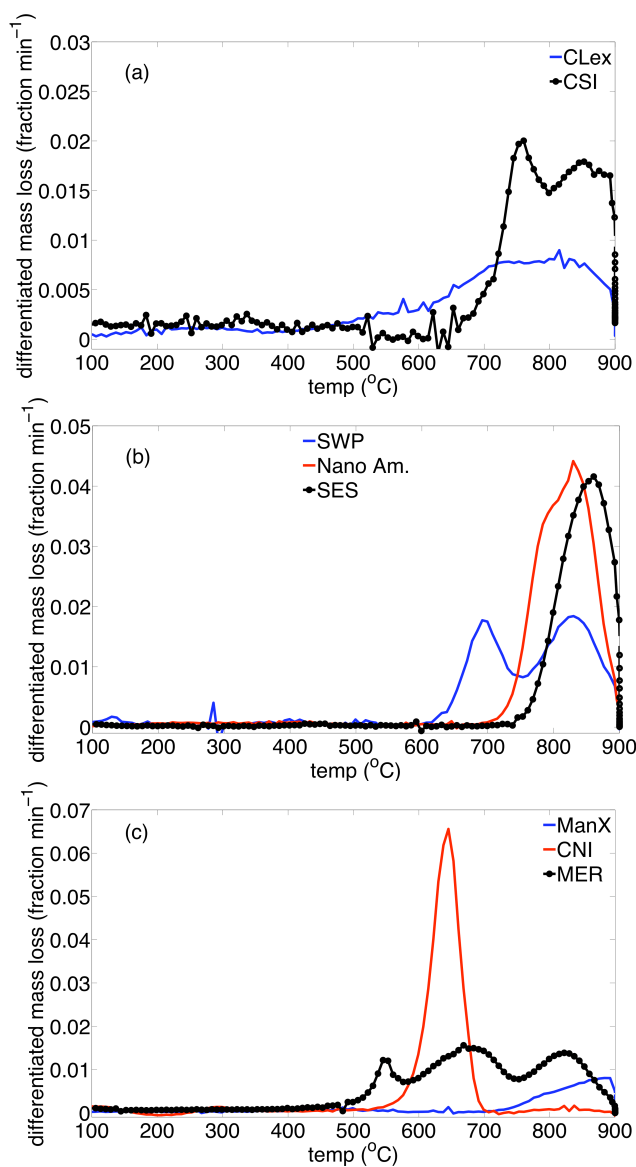 differentiated mass loss (fraction min⁻¹)
0.03
0.025
0.02
0.015
0.01
0.005
0
(a)
CLex
CSI
100 200 300 400 500 600 700 800 900
temp (°C)
differentiated mass loss (fraction min⁻¹)
0.05
0.04
0.03
0.02
0.01
0
(b)
SWP
Nano Am.
SES
100 200 300 400 500 600 700 800 900
temp (°C)
differentiated mass loss (fraction min⁻¹)
0.07
0.06
0.05
0.04
0.03
0.02
0.01
0
(c)
ManX
CNI
MER
100 200 300 400 500 600 700 800 900
temp (°C)